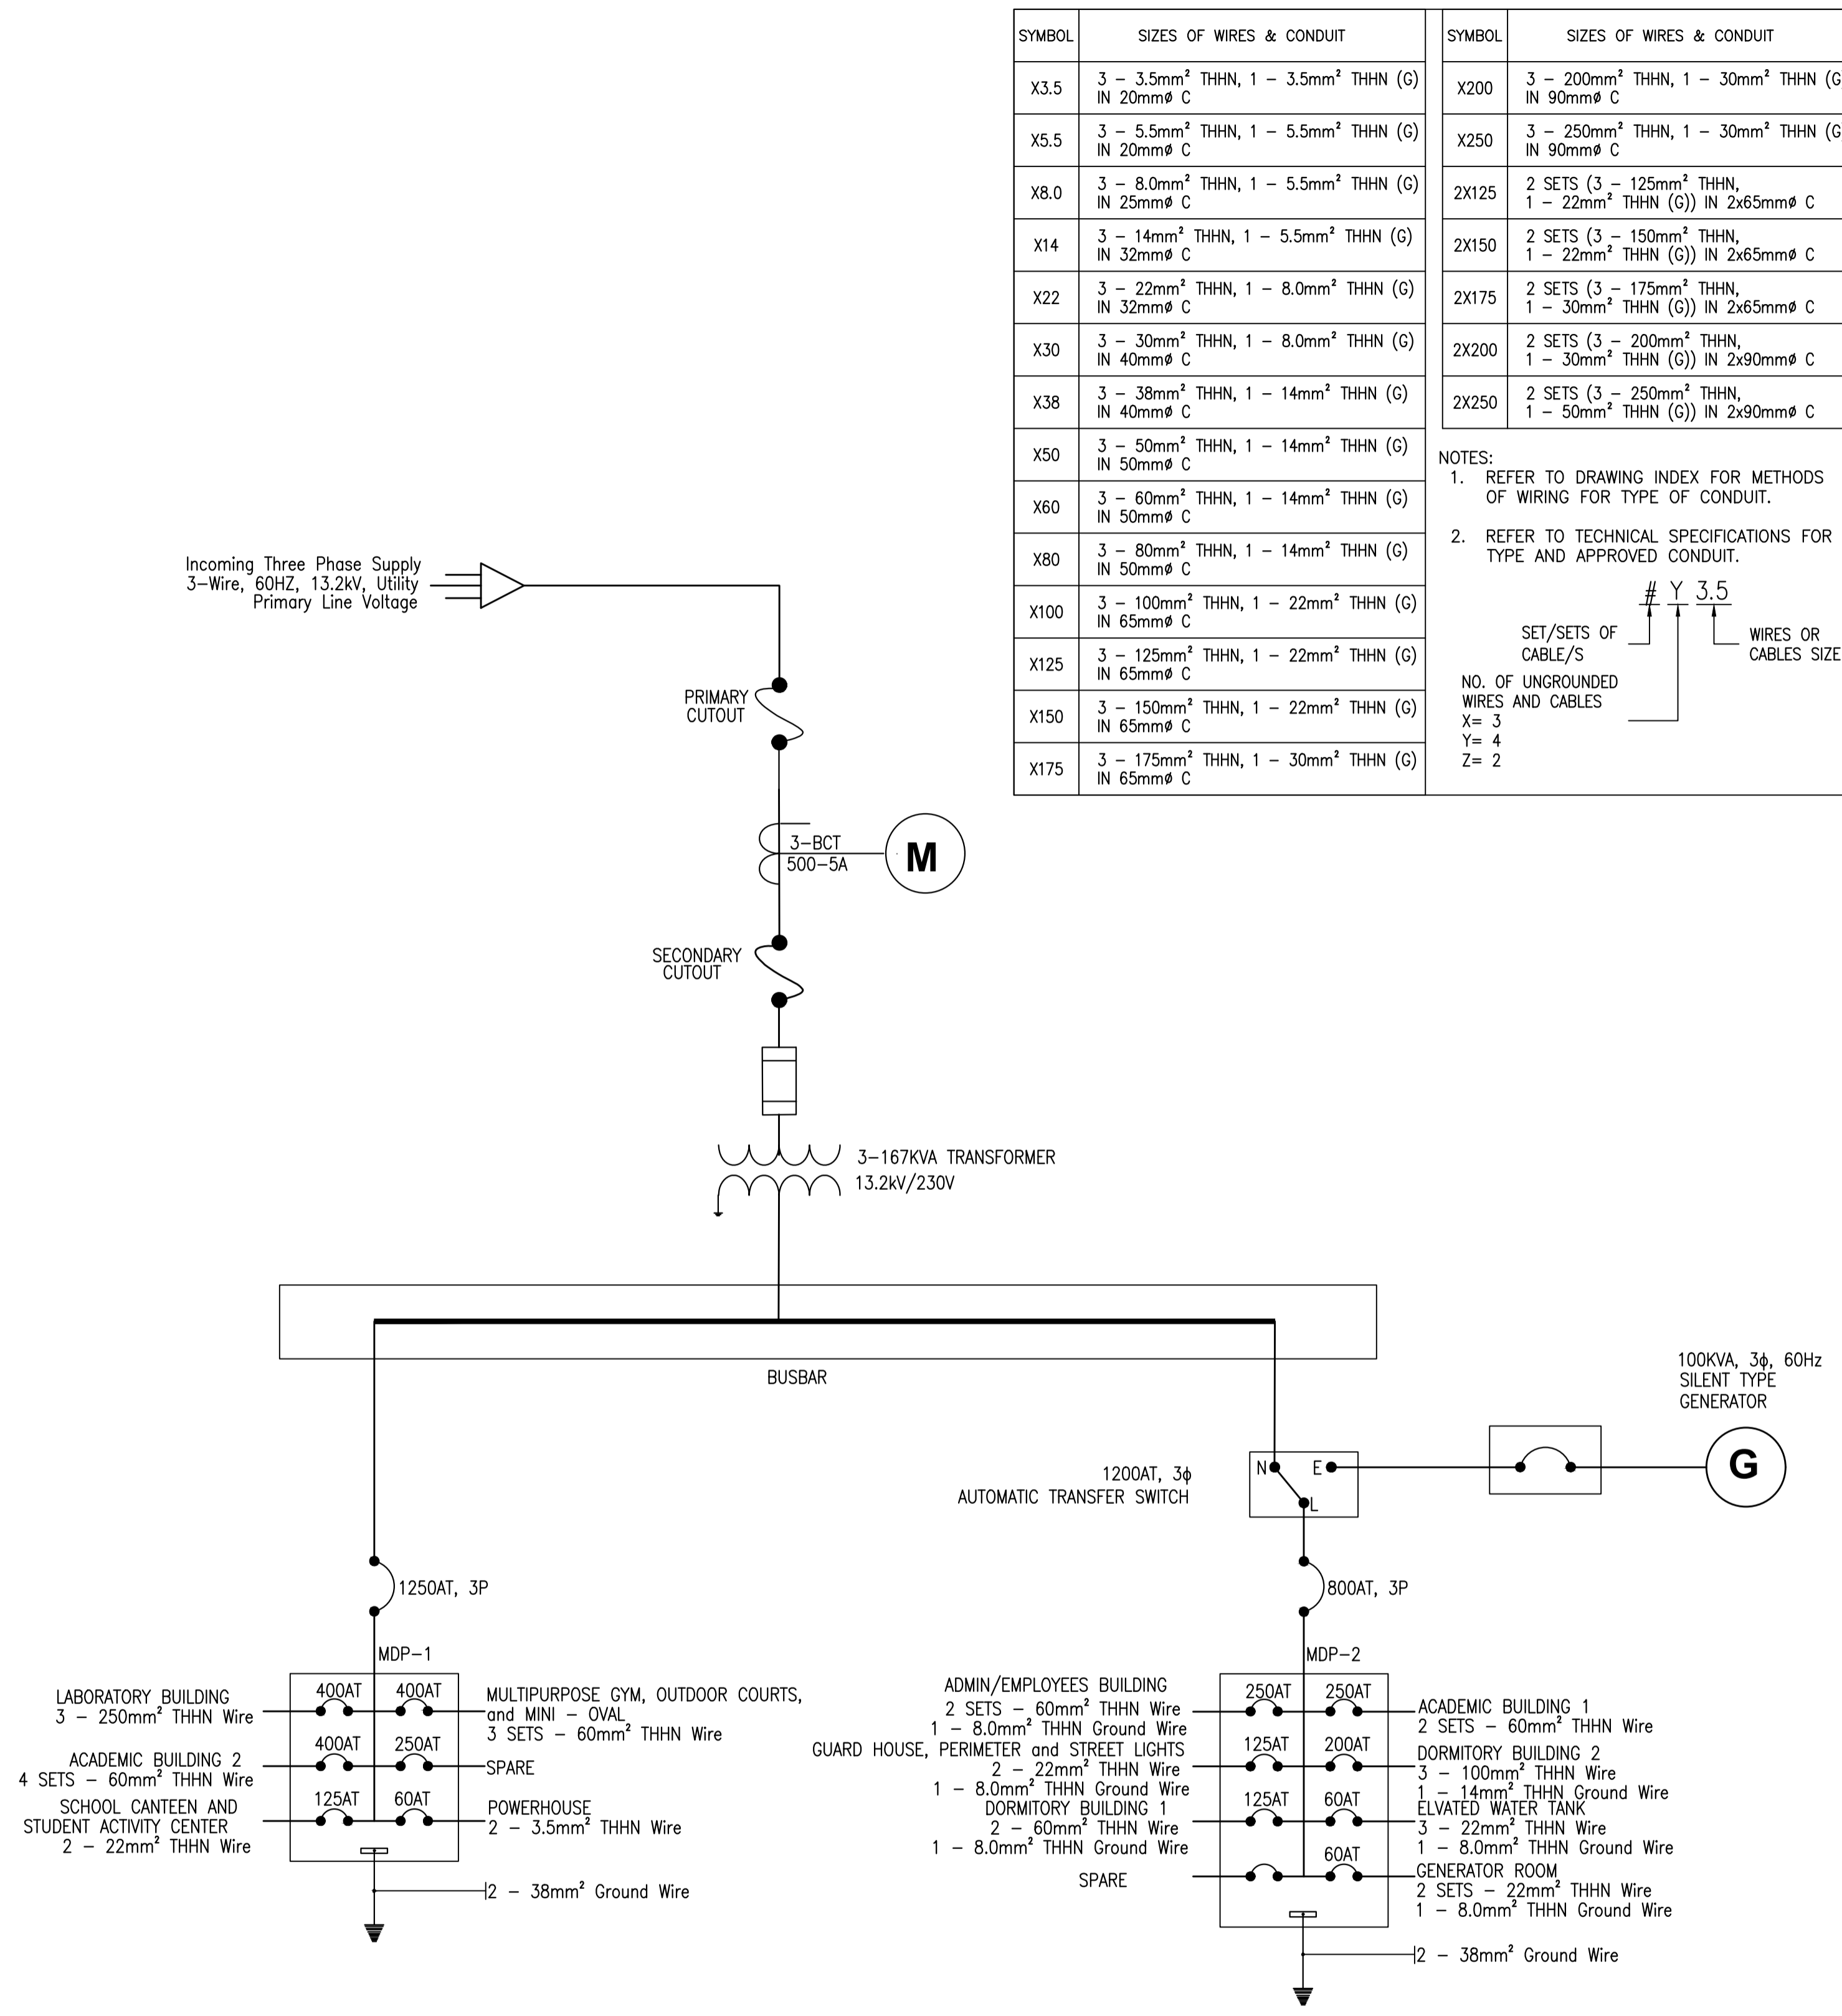 SYMBOL SIZES OF WIRES & CONDUIT
X3.5 3 – 3.5mm² THHN, 1 – 3.5mm² THHN (G)
IN 20mmø C
X5.5 3 – 5.5mm² THHN, 1 – 5.5mm² THHN (G)
IN 20mmø C
X8.0 3 – 8.0mm² THHN, 1 – 5.5mm² THHN (G)
IN 25mmø C
X14 3 – 14mm² THHN, 1 – 5.5mm² THHN (G)
IN 32mmø C
X22 3 – 22mm² THHN, 1 – 8.0mm² THHN (G)
IN 32mmø C
X30 3 – 30mm² THHN, 1 – 8.0mm² THHN (G)
IN 40mmø C
X38 3 – 38mm² THHN, 1 – 14mm² THHN (G)
IN 40mmø C
X50 3 – 50mm² THHN, 1 – 14mm² THHN (G)
IN 50mmø C
X60 3 – 60mm² THHN, 1 – 14mm² THHN (G)
IN 50mmø C
X80 3 – 80mm² THHN, 1 – 14mm² THHN (G)
IN 50mmø C
X100 3 – 100mm² THHN, 1 – 22mm² THHN (G)
IN 65mmø C
X125 3 – 125mm² THHN, 1 – 22mm² THHN (G)
IN 65mmø C
X150 3 – 150mm² THHN, 1 – 22mm² THHN (G)
IN 65mmø C
X175 3 – 175mm² THHN, 1 – 30mm² THHN (G)
IN 65mmø C
SYMBOL SIZES OF WIRES & CONDUIT
X200 3 – 200mm² THHN, 1 – 30mm² THHN (G
IN 90mmø C
X250 3 – 250mm² THHN, 1 – 30mm² THHN (G
IN 90mmø C
2X125 2 SETS (3 – 125mm² THHN,
1 – 22mm² THHN (G)) IN 2x65mmø C
2X150 2 SETS (3 – 150mm² THHN,
1 – 22mm² THHN (G)) IN 2x65mmø C
2X175 2 SETS (3 – 175mm² THHN,
1 – 30mm² THHN (G)) IN 2x65mmø C
2X200 2 SETS (3 – 200mm² THHN,
1 – 30mm² THHN (G)) IN 2x90mmø C
2X250 2 SETS (3 – 250mm² THHN,
1 – 50mm² THHN (G)) IN 2x90mmø C
NOTES:
1. REFER TO DRAWING INDEX FOR METHODS
OF WIRING FOR TYPE OF CONDUIT.
2. REFER TO TECHNICAL SPECIFICATIONS FOR
TYPE AND APPROVED CONDUIT.
# Y 3.5
SET/SETS OF
CABLE/S
WIRES OR
CABLES SIZE
NO. OF UNGROUNDED
WIRES AND CABLES
X= 3
Y= 4
Z= 2
Incoming Three Phase Supply
3–Wire, 60HZ, 13.2kV, Utility
Primary Line Voltage
PRIMARY
CUTOUT
3–BCT
500–5A
M
SECONDARY
CUTOUT
3–167KVA TRANSFORMER
13.2kV/230V
BUSBAR
100KVA, 3ϕ, 60Hz
SILENT TYPE
GENERATOR
G
1200AT, 3ϕ
AUTOMATIC TRANSFER SWITCH
N E
L
1250AT, 3P
MDP–1
400AT 400AT
LABORATORY BUILDING
3 – 250mm² THHN Wire
MULTIPURPOSE GYM, OUTDOOR COURTS,
and MINI – OVAL
3 SETS – 60mm² THHN Wire
400AT 250AT
ACADEMIC BUILDING 2
4 SETS – 60mm² THHN Wire
SPARE
125AT 60AT
SCHOOL CANTEEN AND
STUDENT ACTIVITY CENTER
2 – 22mm² THHN Wire
POWERHOUSE
2 – 3.5mm² THHN Wire
2 – 38mm² Ground Wire
800AT, 3P
MDP–2
250AT 250AT
ADMIN/EMPLOYEES BUILDING
2 SETS – 60mm² THHN Wire
1 – 8.0mm² THHN Ground Wire
ACADEMIC BUILDING 1
2 SETS – 60mm² THHN Wire
125AT 200AT
GUARD HOUSE, PERIMETER and STREET LIGHTS
2 – 22mm² THHN Wire
1 – 8.0mm² THHN Ground Wire
DORMITORY BUILDING 2
3 – 100mm² THHN Wire
1 – 14mm² THHN Ground Wire
125AT 60AT
DORMITORY BUILDING 1
2 – 60mm² THHN Wire
1 – 8.0mm² THHN Ground Wire
ELVATED WATER TANK
3 – 22mm² THHN Wire
1 – 8.0mm² THHN Ground Wire
60AT
SPARE
GENERATOR ROOM
2 SETS – 22mm² THHN Wire
1 – 8.0mm² THHN Ground Wire
2 – 38mm² Ground Wire